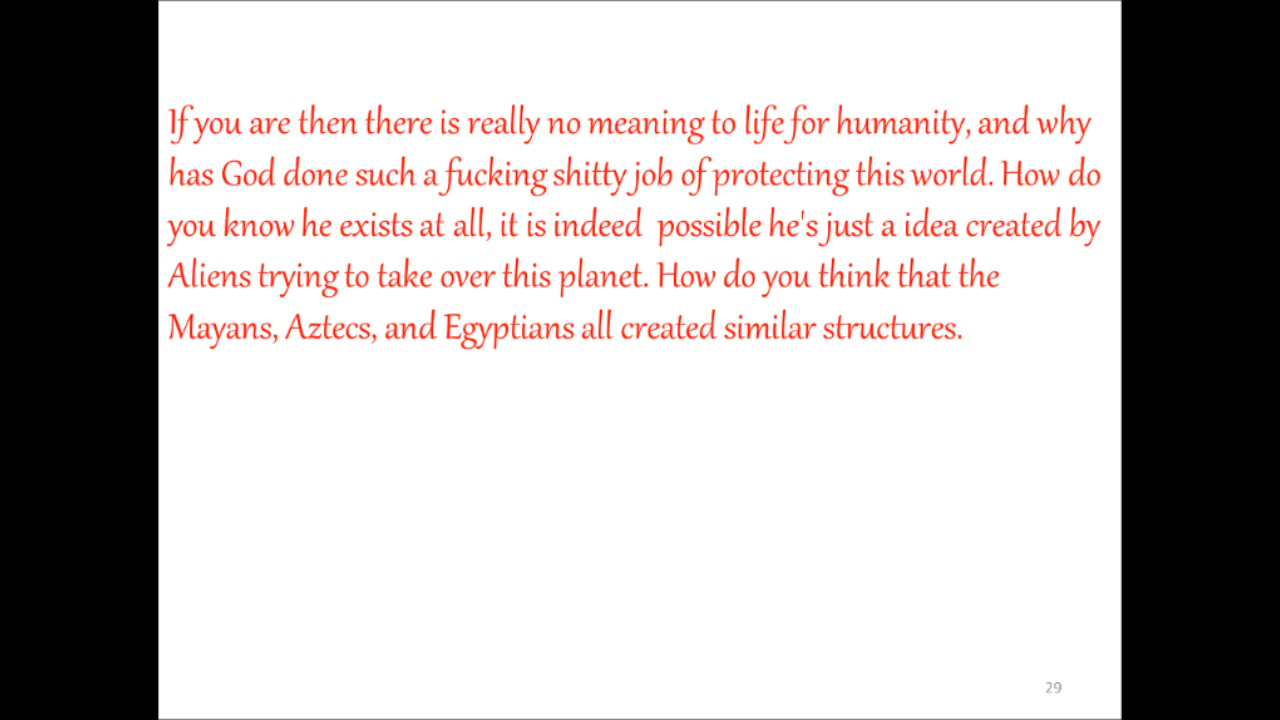 If you are then there is really no meaning to life for humanity, and why
has God done such a fucking shitty job of protecting this world. How do
you know he exists at all, it is indeed  possible he's just a idea created by
Aliens trying to take over this planet. How do you think that the
Mayans, Aztecs, and Egyptians all created similar structures.
29